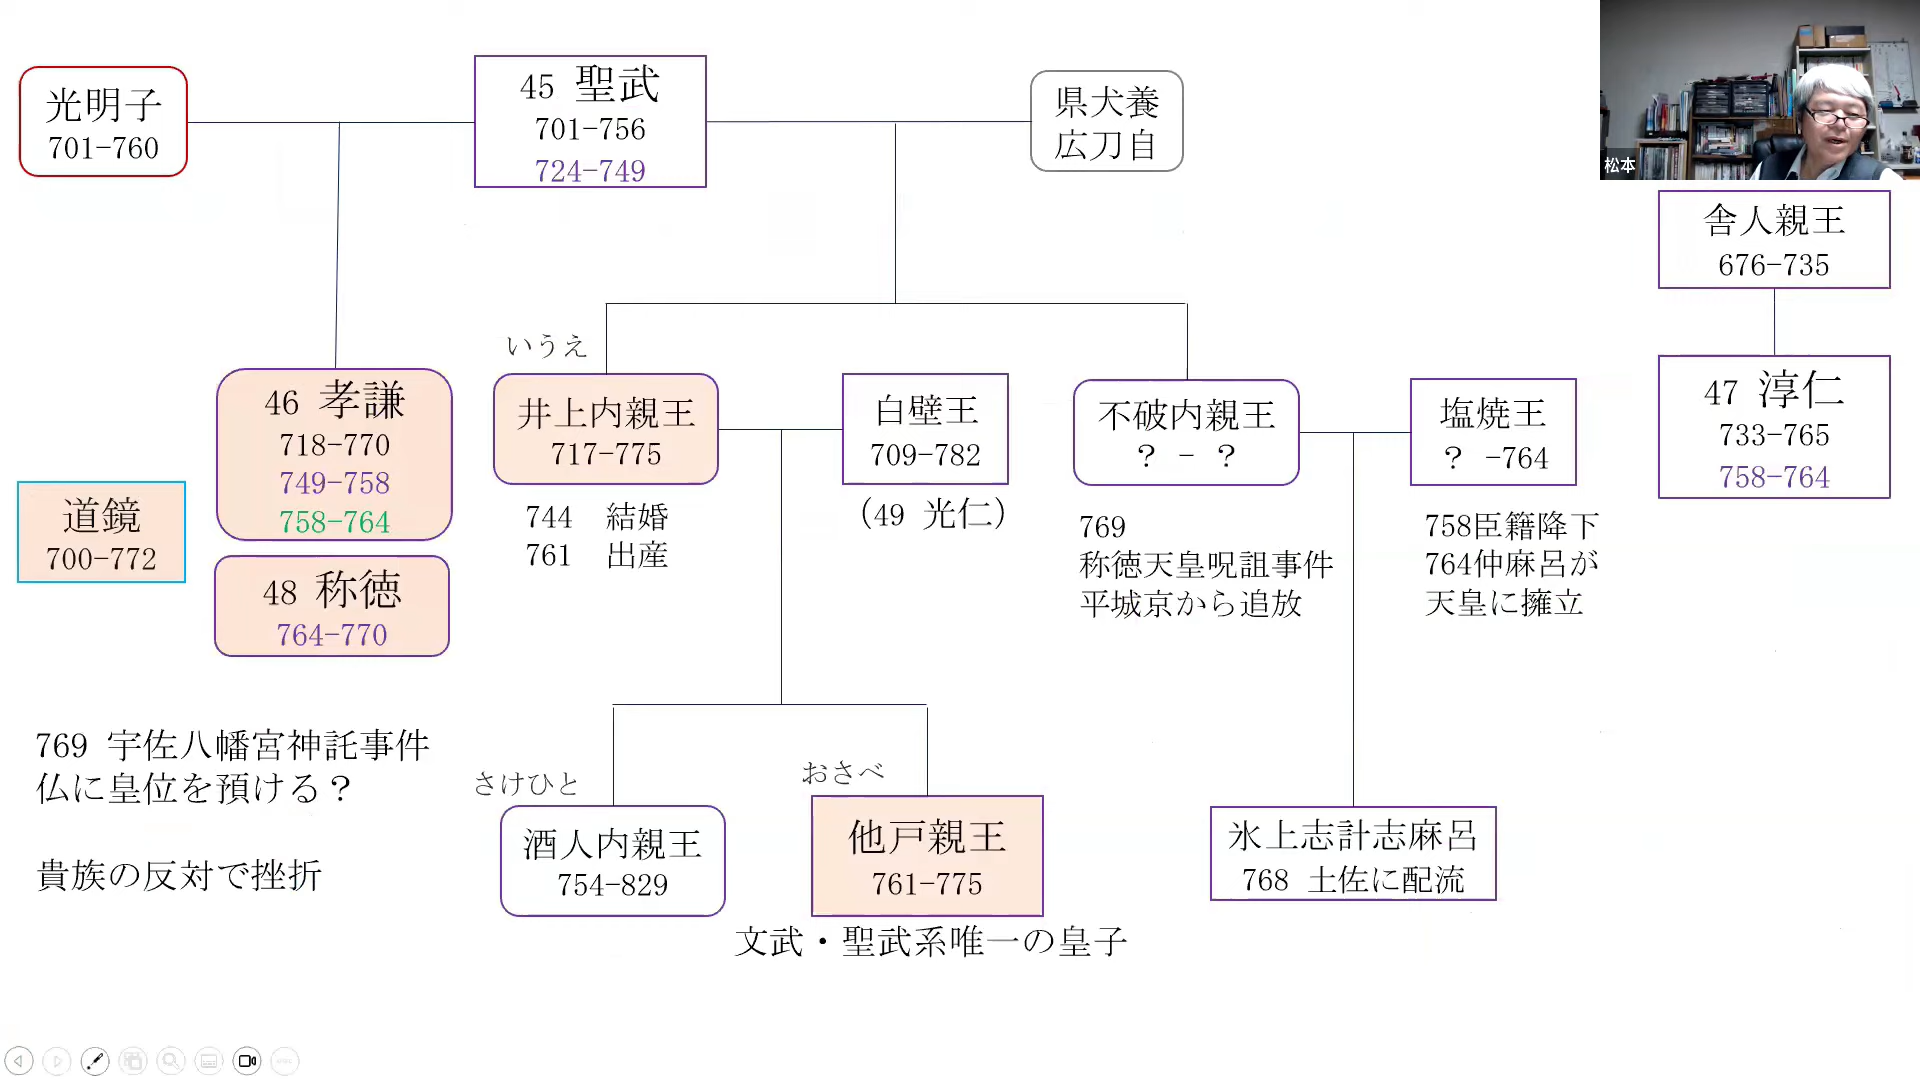 光明子
701-760
45 聖武
701-756
724-749
県犬養
広刀自
松本
舎人親王
676-735
いうえ
46 孝謙
718-770
749-758
758-764
井上内親王
717-775
白壁王
709-782
不破内親王
？ - ？
塩焼王
？ -764
47 淳仁
733-765
758-764
道鏡
700-772
744 結婚
761 出産
（49 光仁）
769
称徳天皇呪詛事件
平城京から追放
758臣籍降下
764仲麻呂が
天皇に擁立
48 称徳
764-770
769 宇佐八幡宮神託事件
仏に皇位を預ける？
貴族の反対で挫折
さけひと
おさべ
酒人内親王
754-829
他戸親王
761-775
氷上志計志麻呂
768 土佐に配流
文武・聖武系唯一の皇子